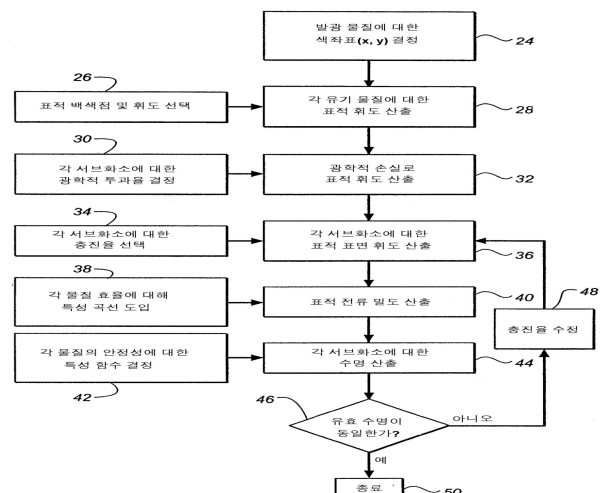 발광 물질에 대한
색좌표(x, y) 결정
24
26
표적 백색점 및 휘도 선택
각 유기 물질에 대한
표적 휘도 산출
28
30
각 서브화소에 대한
광학적 투과율 결정
광학적 손실로
표적 휘도 산출
32
34
각 서브화소에 대한
충진율 선택
각 서브화소에 대한
표적 표면 휘도 산출
36
38
각 물질 효율에 대해
특성 곡선 도입
표적 전류 밀도 산출
40
48
충진율 수정
각 물질의 안정성에 대한
특성 함수 결정
42
각 서브화소에 대한
수명 산출
44
46
유효 수명이
동일한가?
아니오
예
종료
50